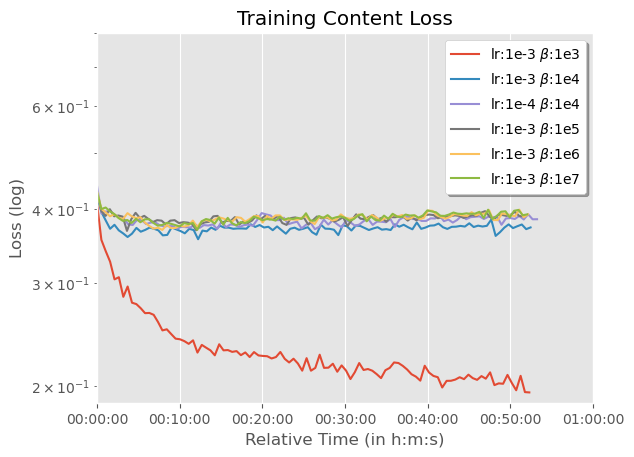 Training Content Loss
lr:1e-3 β:1e3
lr:1e-3 β:1e4
lr:1e-4 β:1e4
lr:1e-3 β:1e5
lr:1e-3 β:1e6
lr:1e-3 β:1e7
Loss (log)
6 × 10⁻¹
4 × 10⁻¹
3 × 10⁻¹
2 × 10⁻¹
00:00:00 00:10:00 00:20:00 00:30:00 00:40:00 00:50:00 01:00:00
Relative Time (in h:m:s)